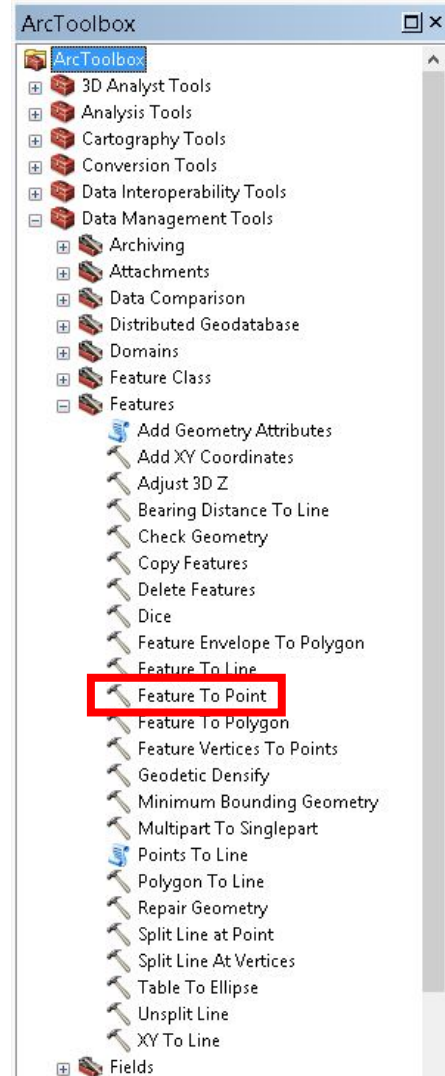 ArcToolbox
ArcToolbox
3D Analyst Tools
Analysis Tools
Cartography Tools
Conversion Tools
Data Interoperability Tools
Data Management Tools
Archiving
Attachments
Data Comparison
Distributed Geodatabase
Domains
Feature Class
Features
Add Geometry Attributes
Add XY Coordinates
Adjust 3D Z
Bearing Distance To Line
Check Geometry
Copy Features
Delete Features
Dice
Feature Envelope To Polygon
Feature To Line
Feature To Point
Feature To Polygon
Feature Vertices To Points
Geodetic Densify
Minimum Bounding Geometry
Multipart To Singlepart
Points To Line
Polygon To Line
Repair Geometry
Split Line at Point
Split Line At Vertices
Table To Ellipse
Unsplit Line
XY To Line
Fields